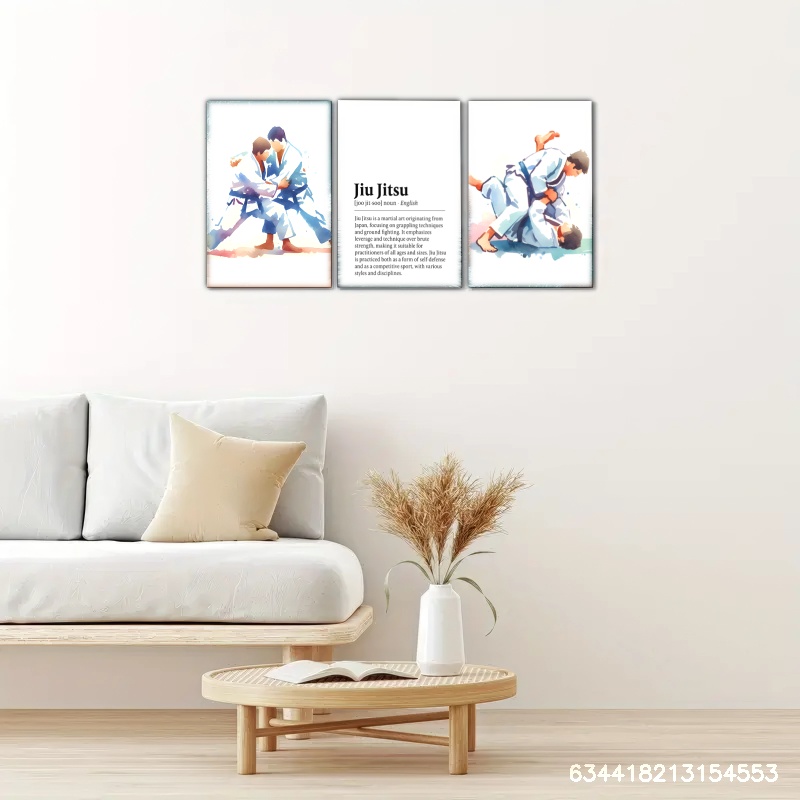 Jiu Jitsu
[joo jit soo] noun · English
Jiu Jitsu is a martial art originating from
Japan, focusing on grappling techniques
and ground fighting. It emphasizes
leverage and technique over brute
strength, making it suitable for
practitioners of all ages and sizes. Jiu Jitsu
is practiced both as a form of self defense
and as a competitive sport, with various
styles and disciplines.
634418213154553